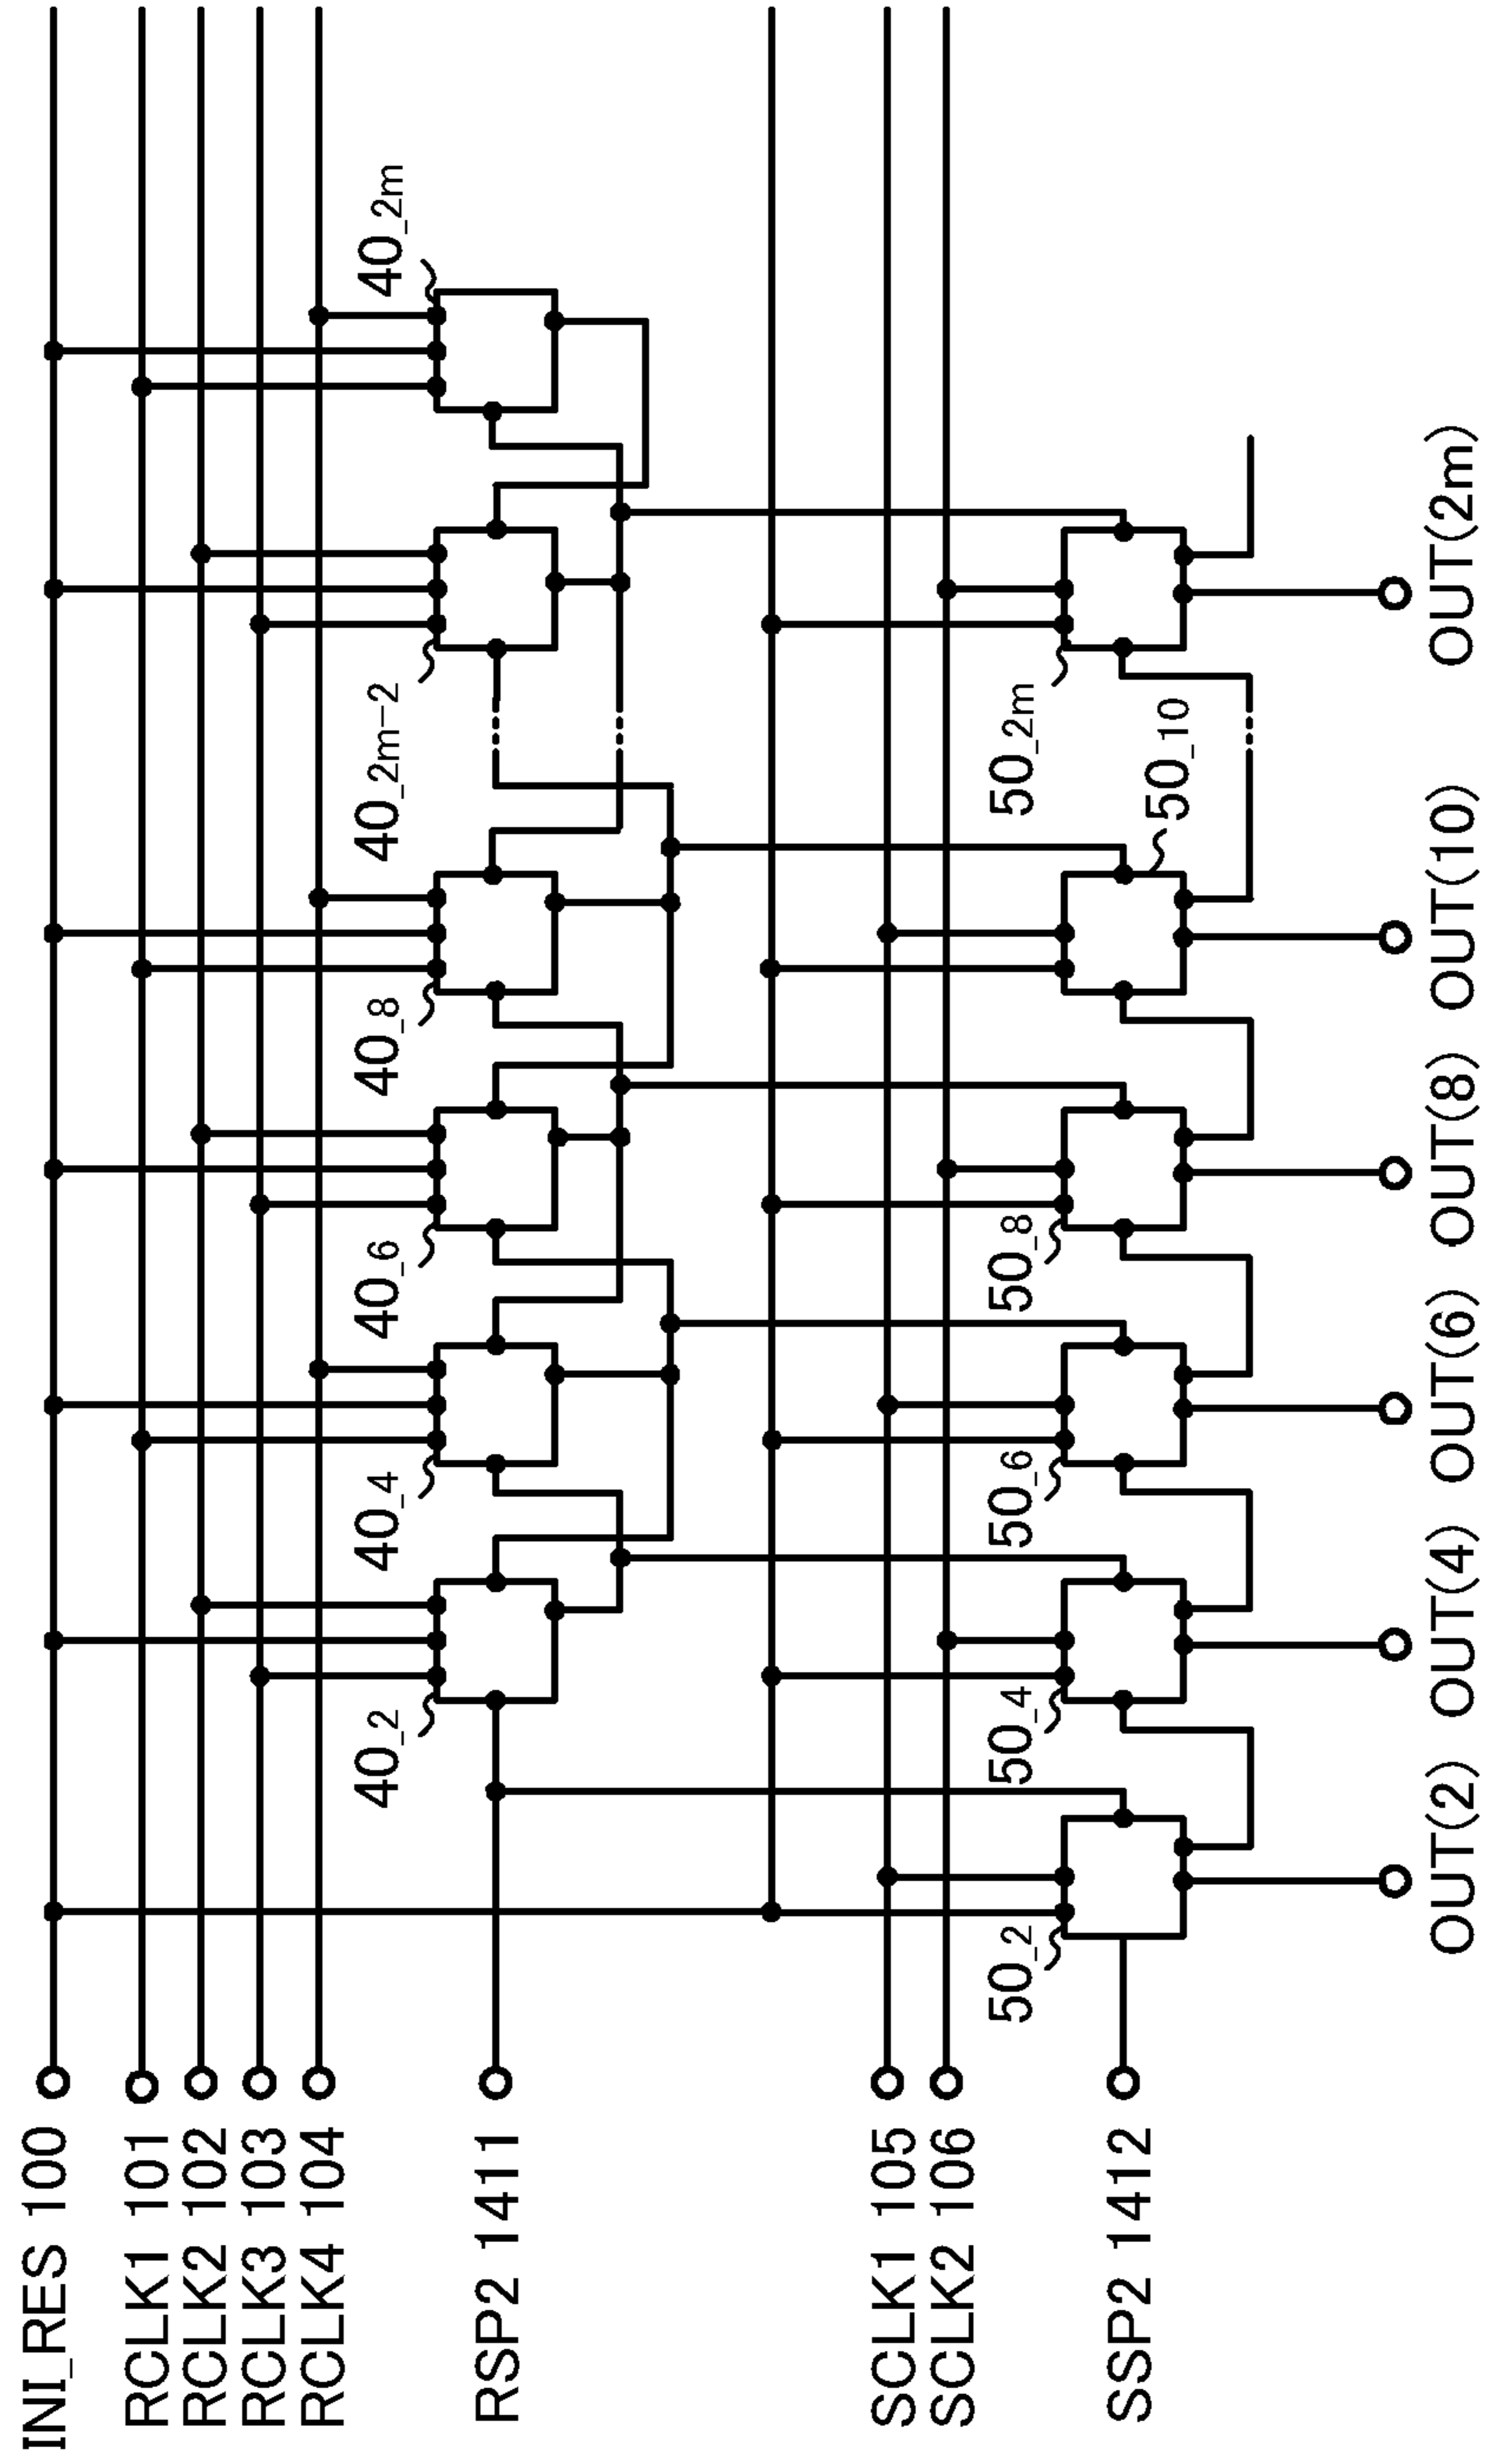 INI_RES 100
RCLK1 101
RCLK2 102
RCLK3 103
RCLK4 104
RSP2 1411
SCLK1 105
SCLK2 106
SSP2 1412
40_2
40_4
40_6
40_8
40_2m-2
40_2m
50_2
50_4
50_6
50_8
50_10
50_2m
OUT(2)
OUT(4)
OUT(6)
OUT(8)
OUT(10)
OUT(2m)